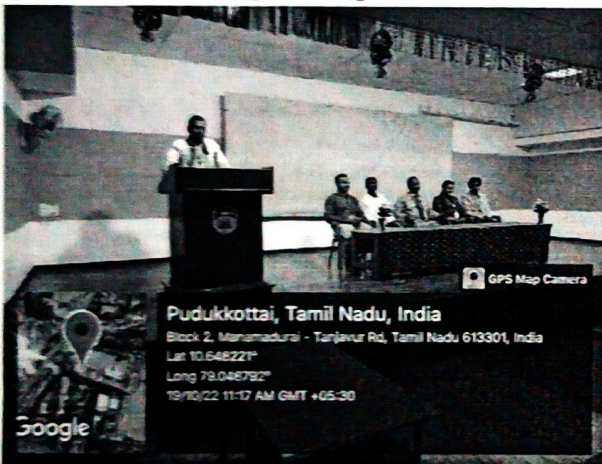 GPS Map Camera
Pudukkottai, Tamil Nadu, India
Block 2, Manamadurai - Tanjavur Rd, Tamil Nadu 613301, India
Lat 10.646221°
Long 79.046792°
19/10/22 11:17 AM GMT +05:30
Google